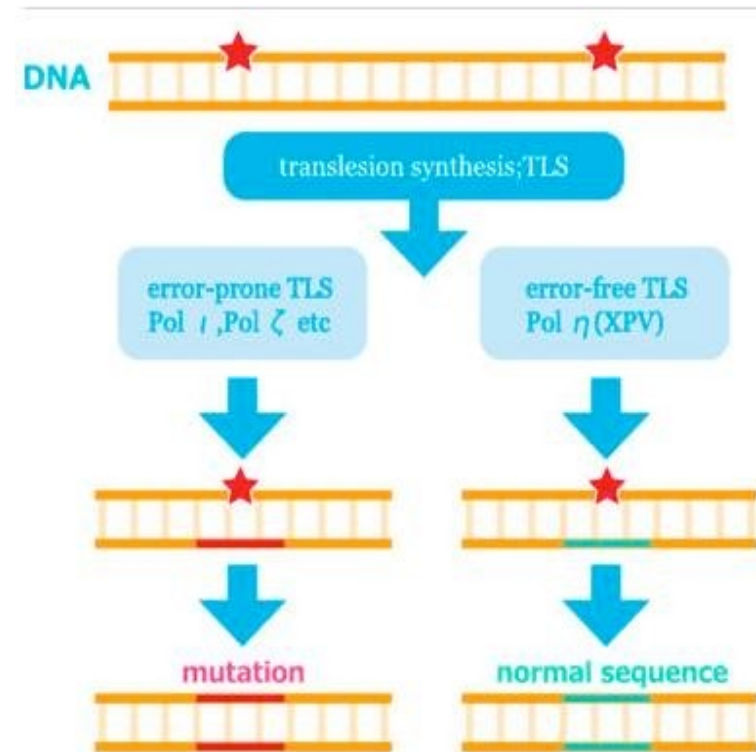 DNA
translesion synthesis;TLS
error-prone TLS
Pol ι ,Pol ζ etc
error-free TLS
Pol η(XPV)
mutation
normal sequence